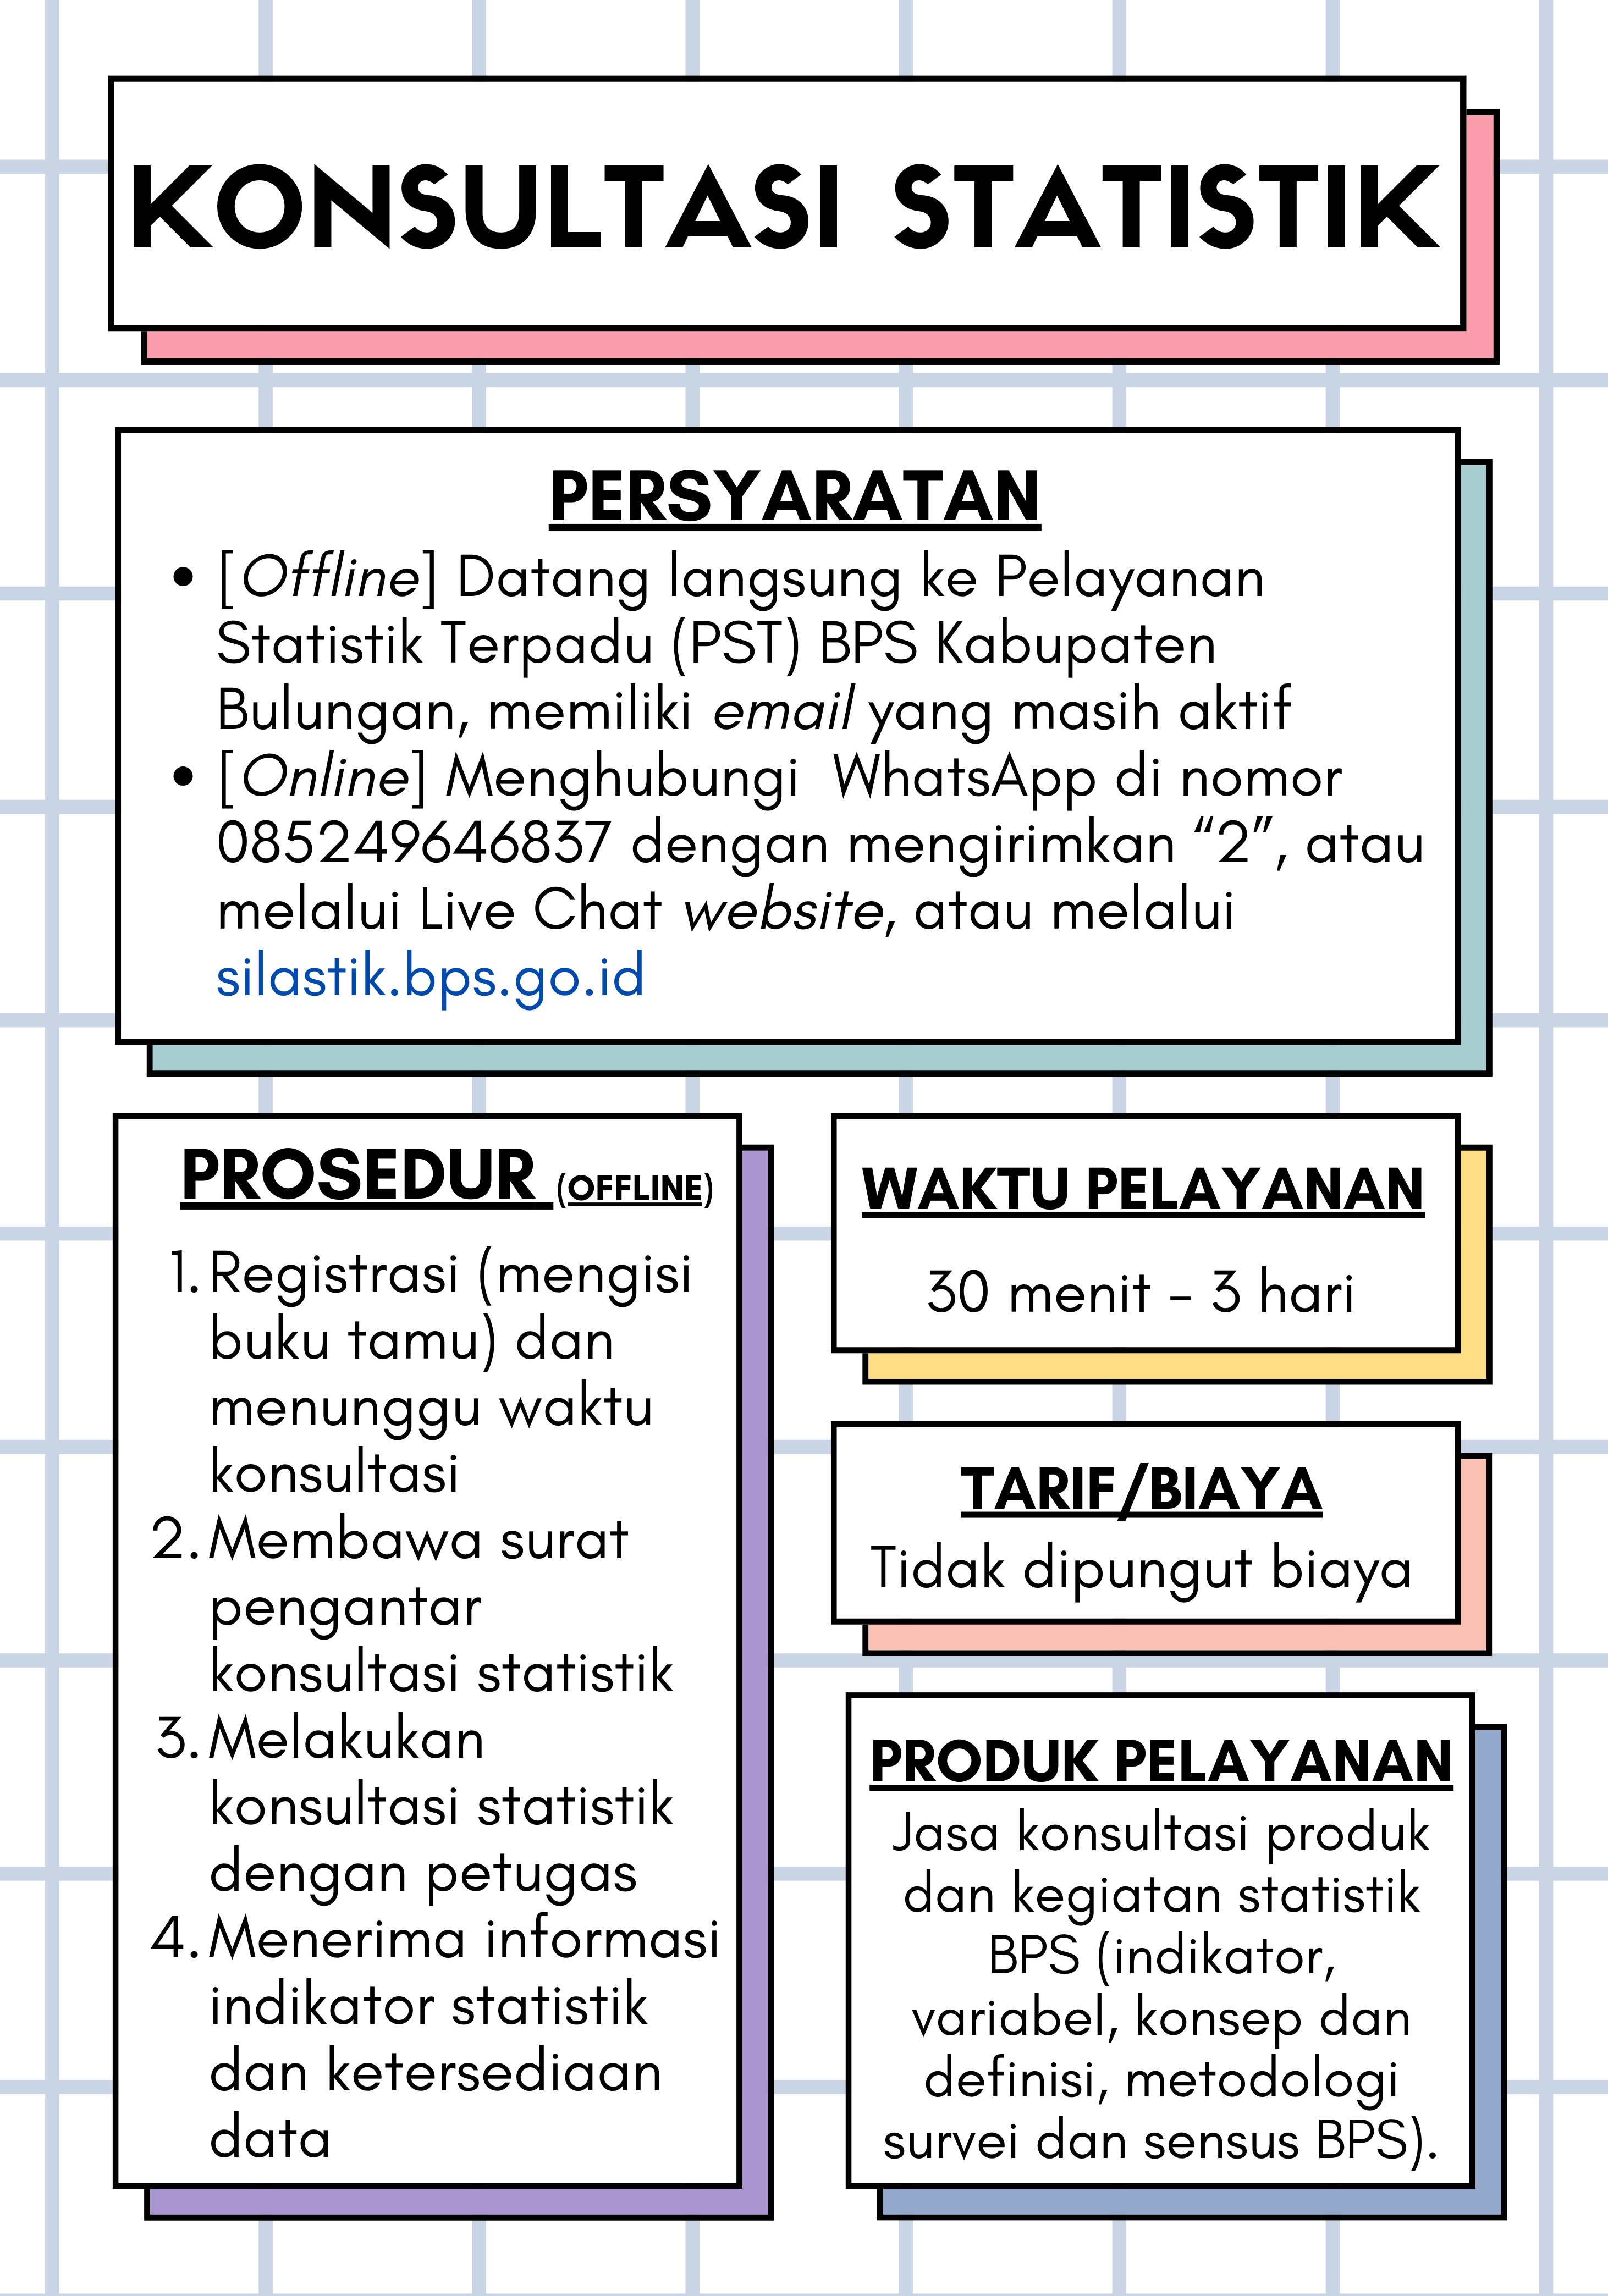 KONSULTASI STATISTIK
PERSYARATAN
• [Offline] Datang langsung ke Pelayanan
Statistik Terpadu (PST) BPS Kabupaten
Bulungan, memiliki email yang masih aktif
• [Online] Menghubungi  WhatsApp di nomor
085249646837 dengan mengirimkan “2”, atau
melalui Live Chat website, atau melalui
silastik.bps.go.id
PROSEDUR (OFFLINE)
1. Registrasi (mengisi
buku tamu) dan
menunggu waktu
konsultasi
2. Membawa surat
pengantar
konsultasi statistik
3. Melakukan
konsultasi statistik
dengan petugas
4. Menerima informasi
indikator statistik
dan ketersediaan
data
WAKTU PELAYANAN
30 menit – 3 hari
TARIF/BIAYA
Tidak dipungut biaya
PRODUK PELAYANAN
Jasa konsultasi produk
dan kegiatan statistik
BPS (indikator,
variabel, konsep dan
definisi, metodologi
survei dan sensus BPS).